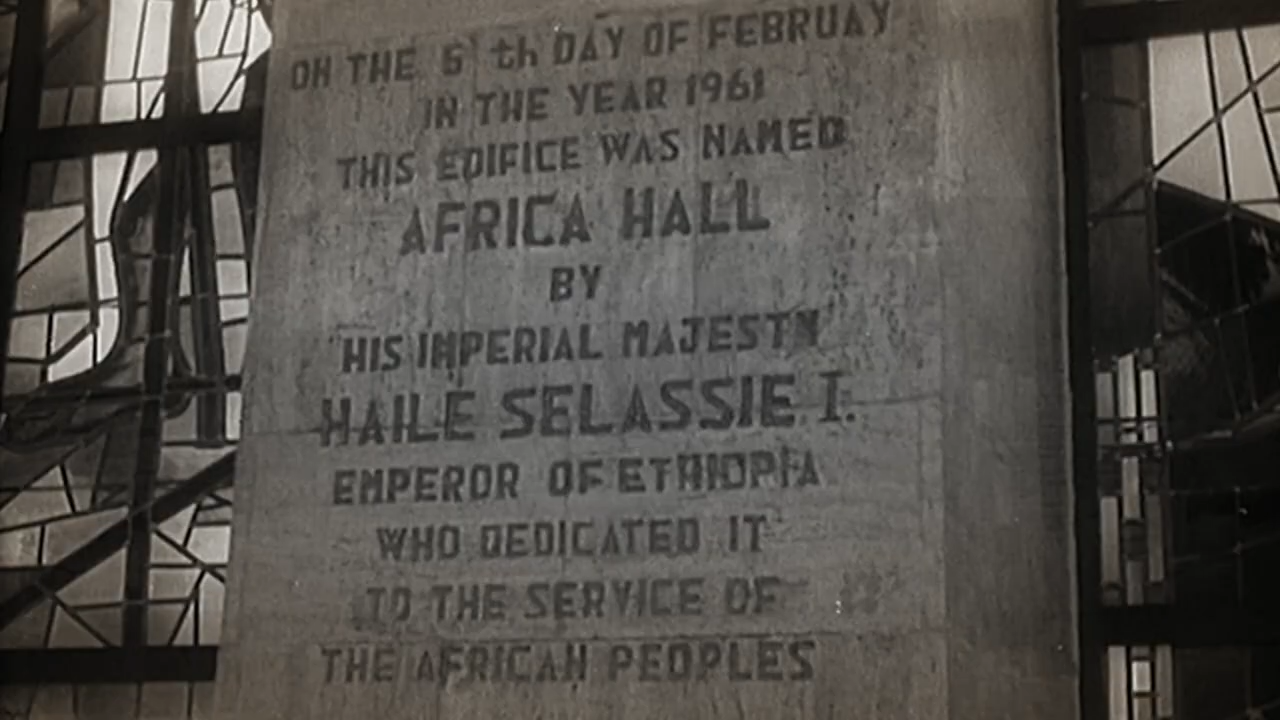 ON THE 6 th DAY OF FEBRUAY
IN THE YEAR 1961
THIS EDIFICE WAS NAMED
AFRICA HALL
BY
HIS IMPERIAL MAJESTY
HAILE SELASSIE I.
EMPEROR OF ETHIOPIA
WHO DEDICATED IT
TO THE SERVICE OF
THE AFRICAN PEOPLES